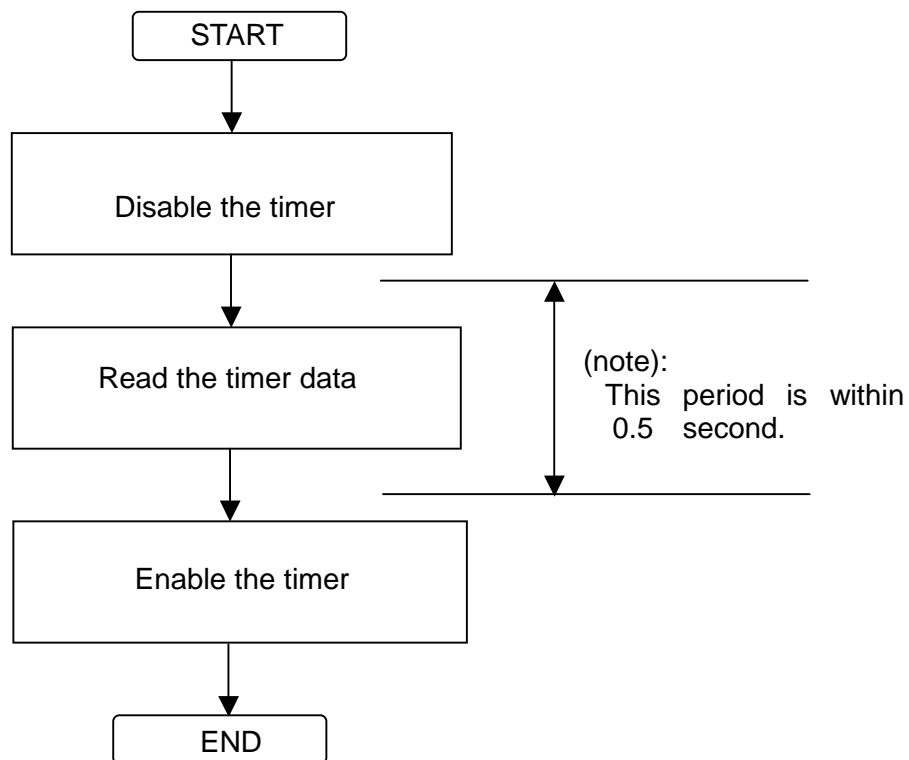 START
Disable the timer
Read the timer data
(note):
This period is within
0.5 second.
Enable the timer
END